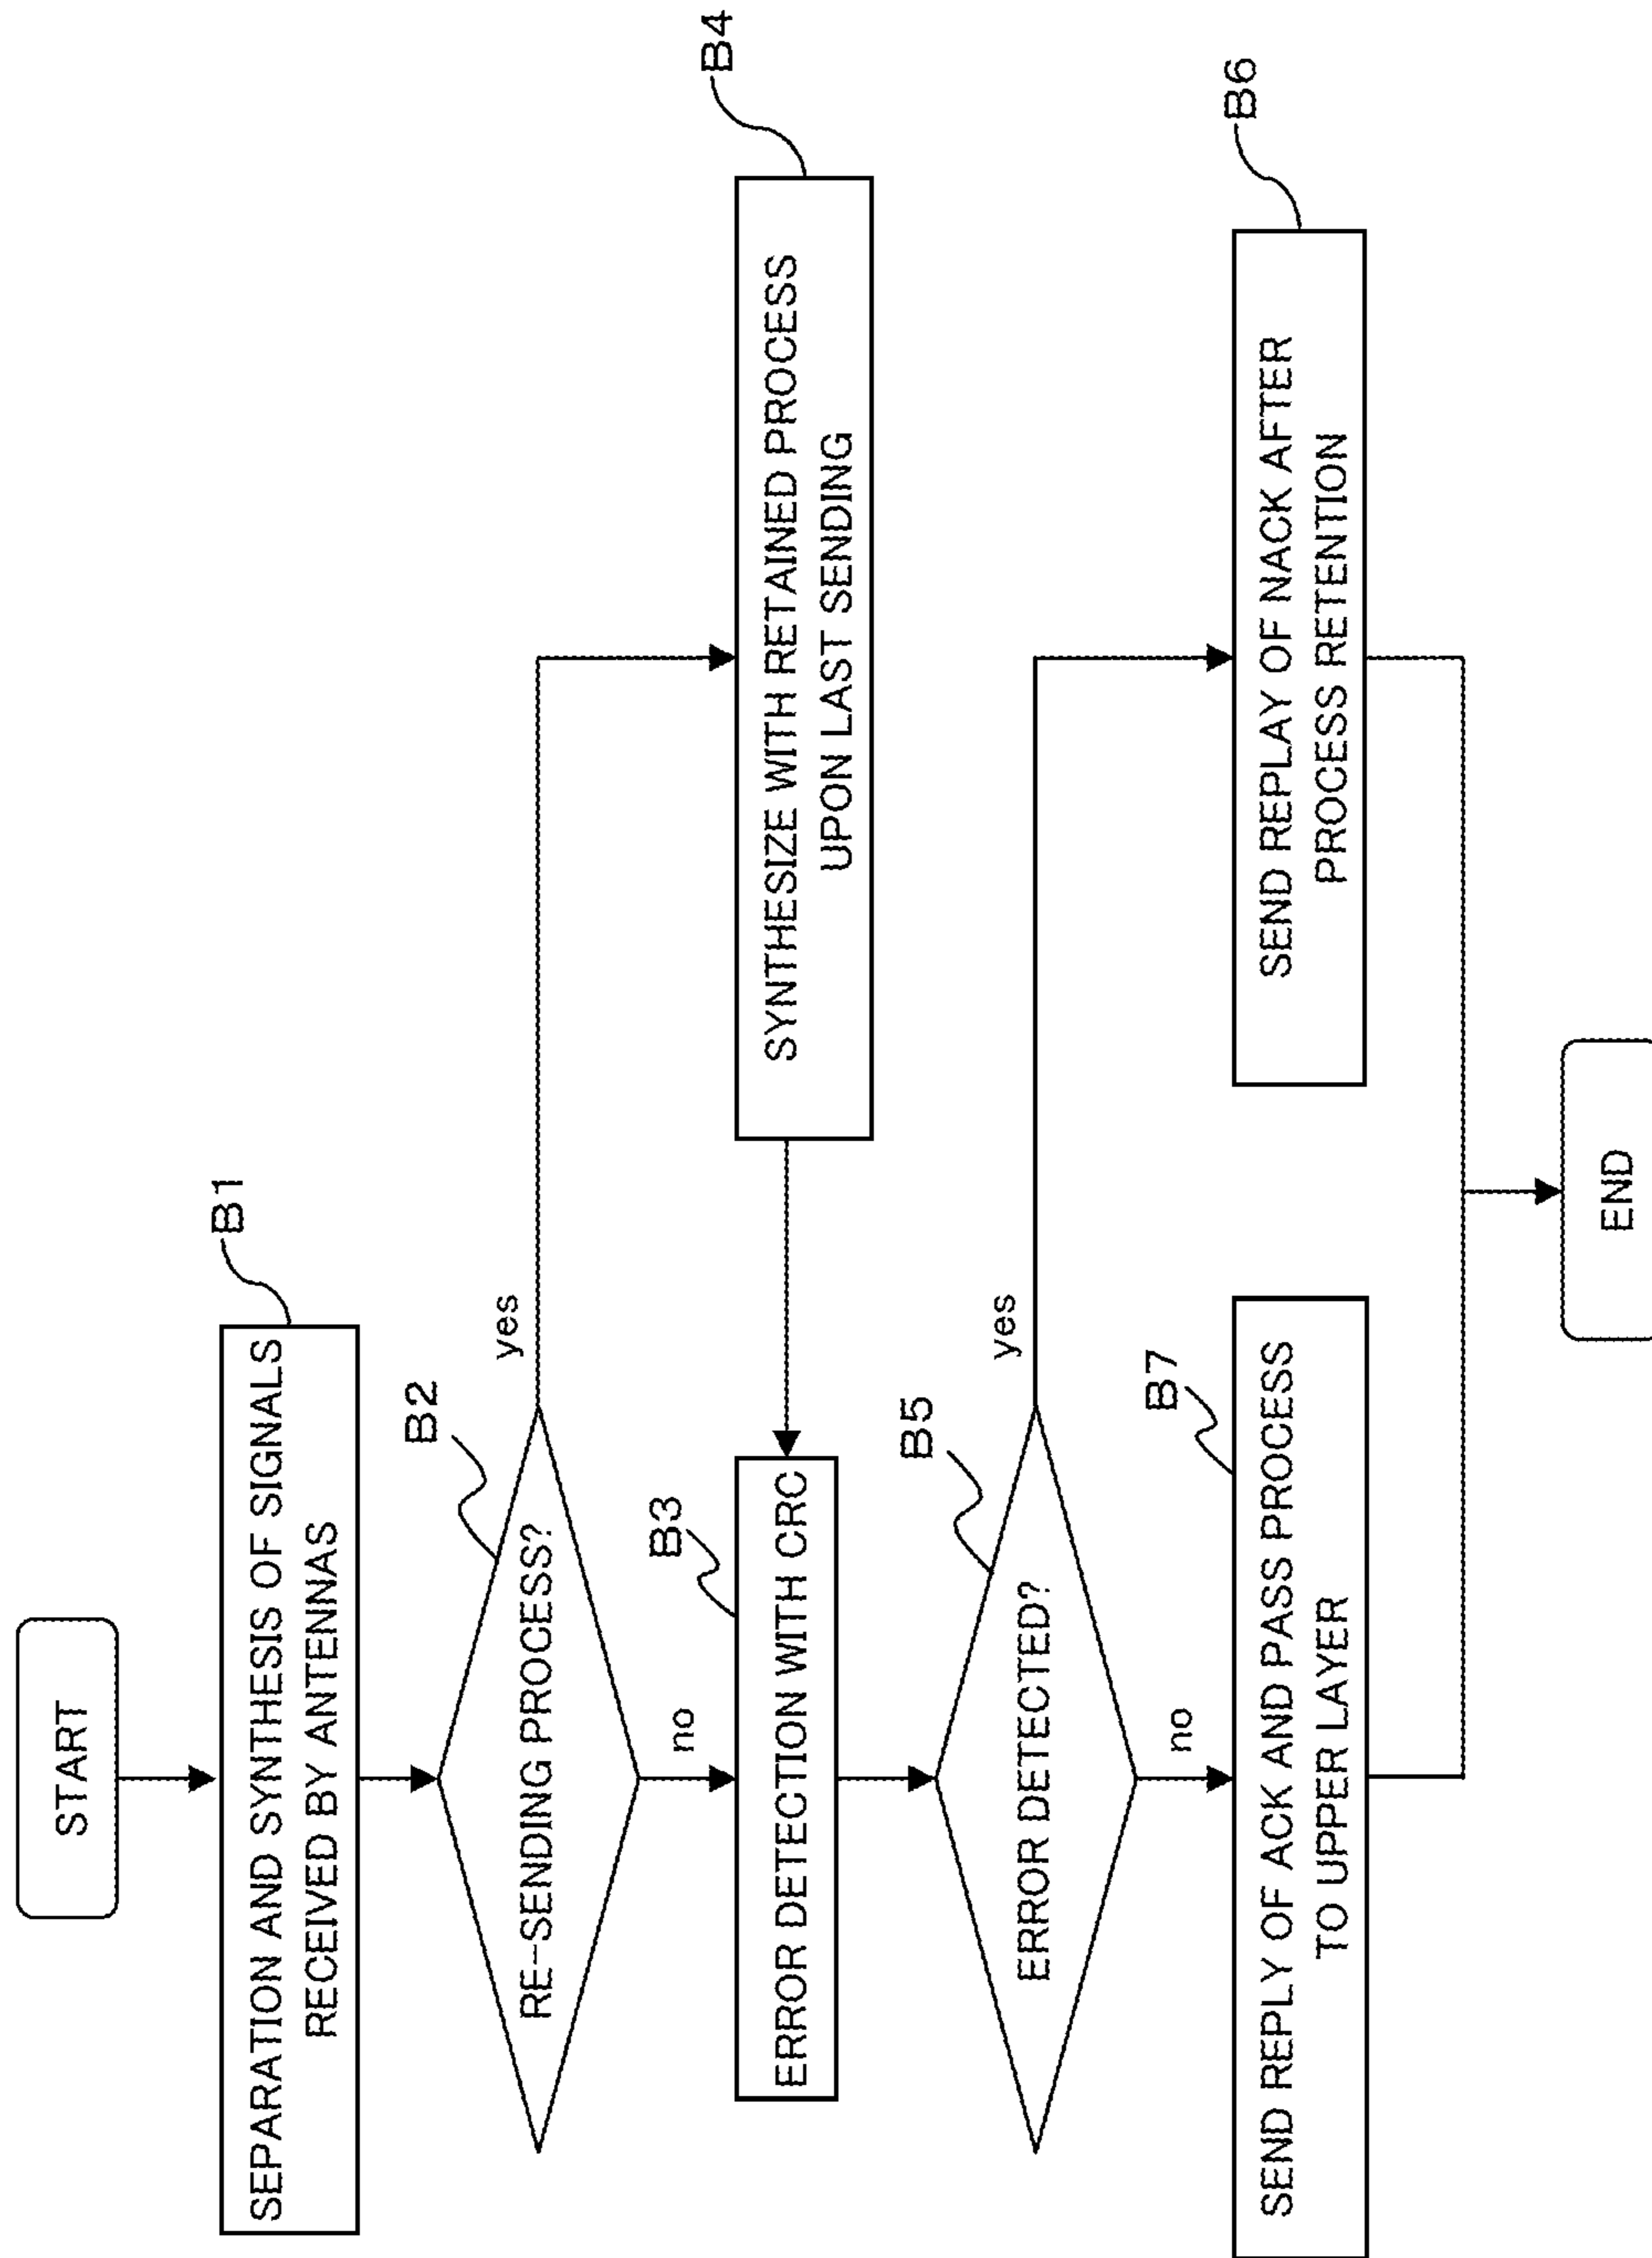 START
B1
SEPARATION AND SYNTHESIS OF SIGNALS
RECEIVED BY ANTENNAS
B2
RE-SENDING PROCESS?
yes
no
B4
SYNTHESIZE WITH RETAINED PROCESS
UPON LAST SENDING
B3
ERROR DETECTION WITH CRC
B5
ERROR DETECTED?
yes
no
B6
SEND REPLAY OF NACK AFTER
PROCESS RETENTION
B7
SEND REPLY OF ACK AND PASS PROCESS
TO UPPER LAYER
END